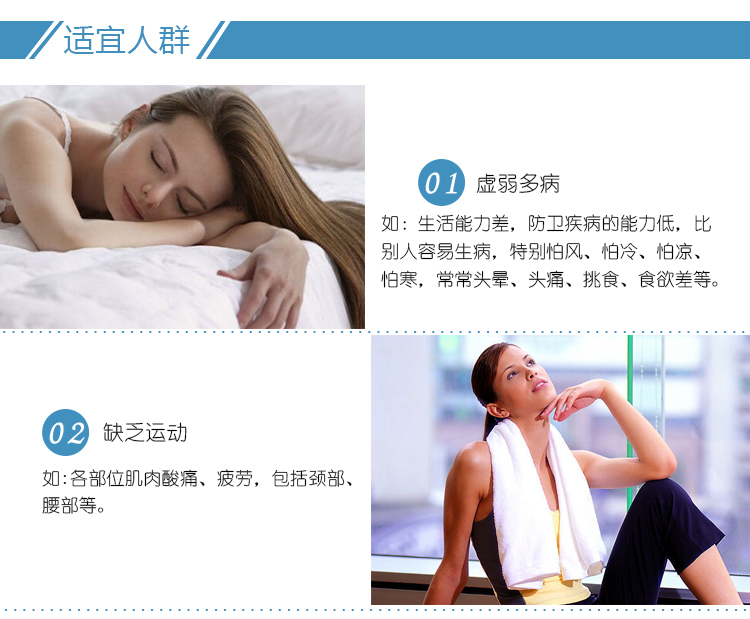 适宜人群
01 虚弱多病
如：生活能力差，防卫疾病的能力低，比
别人容易生病，特别怕风、怕冷、怕凉、
怕寒，常常头晕、头痛、挑食、食欲差等。
02 缺乏运动
如:各部位肌肉酸痛、疲劳，包括颈部、
腰部等。